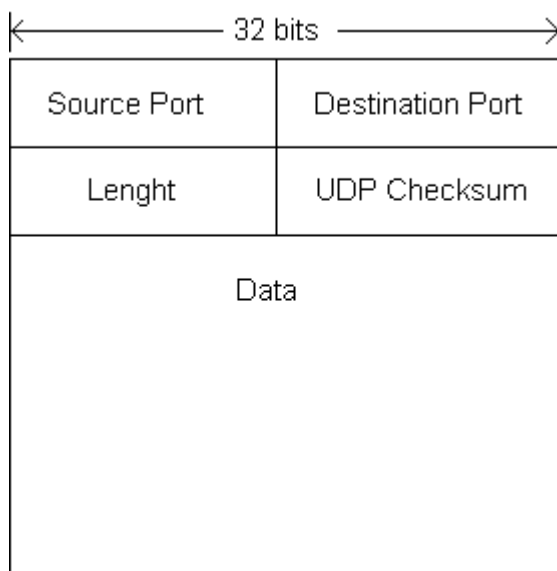 32 bits
Source Port Destination Port
Lenght UDP Checksum
Data